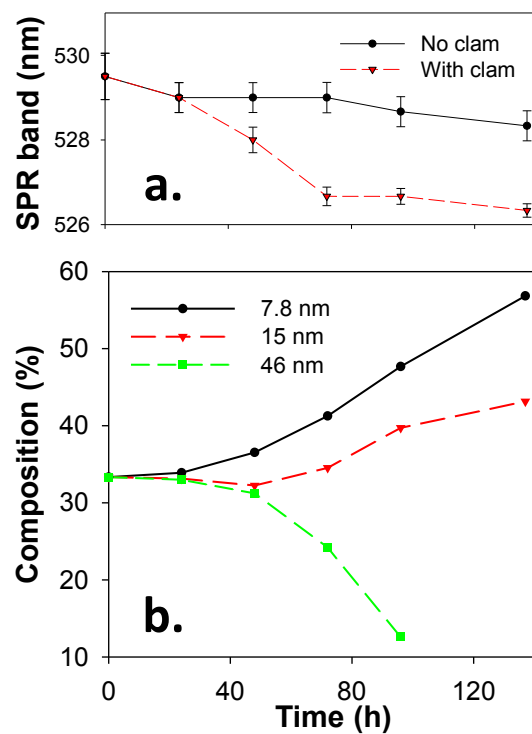 530
528
526
SPR band (nm)
No clam
With clam
a.
60
50
40
30
20
10
Composition (%)
7.8 nm
15 nm
46 nm
b.
0 40 80 120
Time (h)